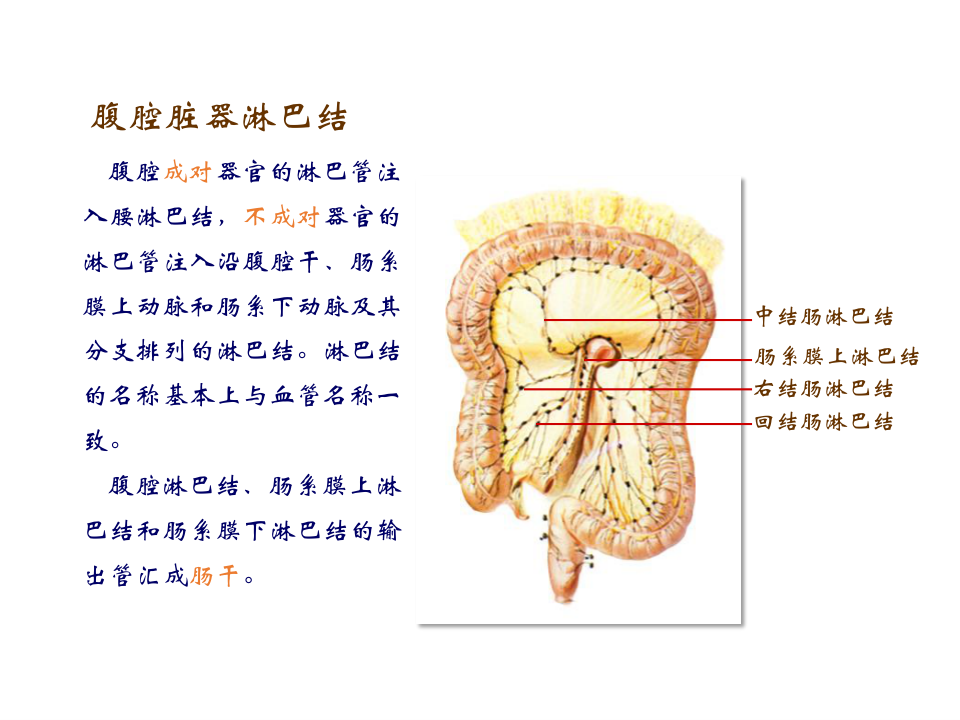 腹腔脏器淋巴结
腹腔成对器官的淋巴管注
入腰淋巴结，不成对器官的
淋巴管注入沿腹腔干、肠系
膜上动脉和肠系下动脉及其
分支排列的淋巴结。淋巴结
的名称基本上与血管名称一
致。
腹腔淋巴结、肠系膜上淋
巴结和肠系膜下淋巴结的输
出管汇成肠干。
中结肠淋巴结
肠系膜上淋巴结
右结肠淋巴结
回结肠淋巴结